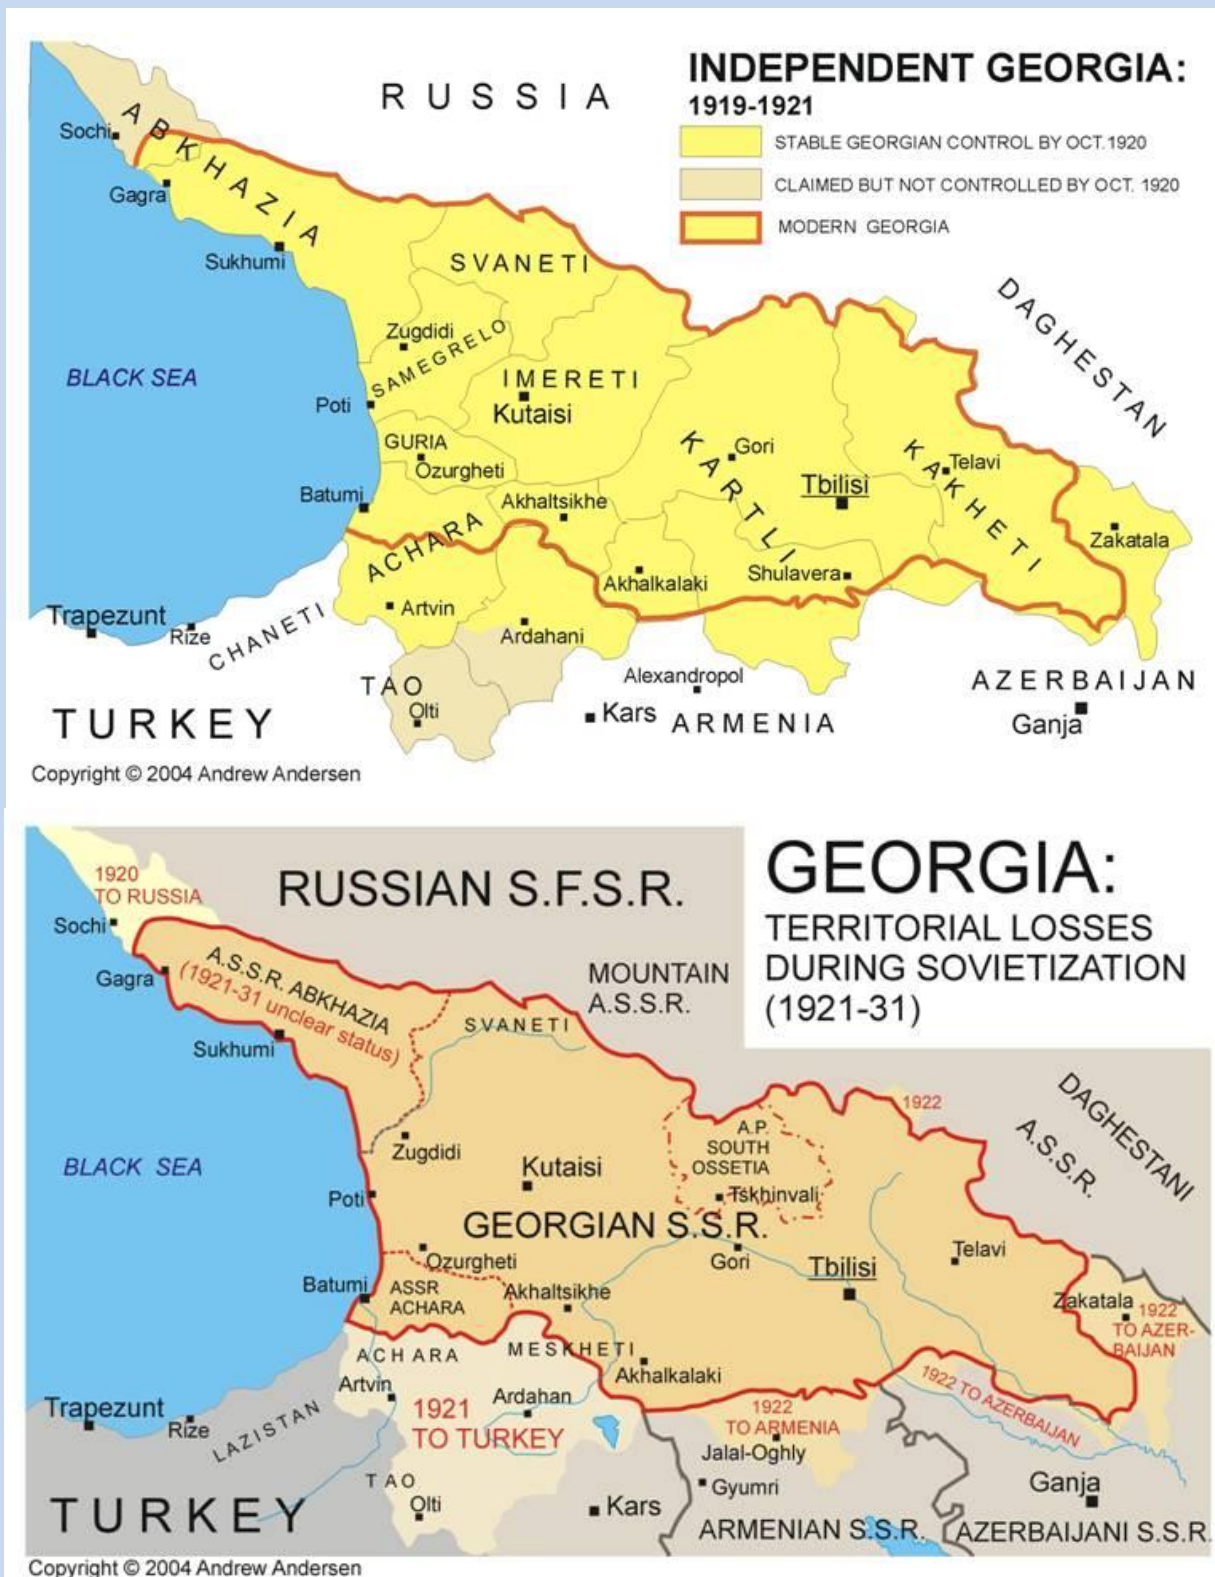 INDEPENDENT GEORGIA:
1919-1921
STABLE GEORGIAN CONTROL BY OCT.1920
CLAIMED BUT NOT CONTROLLED BY OCT. 1920
MODERN GEORGIA
RUSSIA
ABKHAZIA
Sochi
Gagra
Sukhumi
SVANETI
DAGHESTAN
Zugdidi
SAMEGRELO
BLACK SEA
IMERETI
Kutaisi
Poti
GURIA
Ozurgheti
KARTLI
Gori
KAKHETI
Telavi
Tbilisi
Batumi
Akhaltsikhe
ACHARA
Zakatala
Akhalkalaki
Shulavera
Artvin
Trapezunt
Rize
CHANETI
Ardahani
TAO
Olti
Alexandropol
AZERBAIJAN
Kars
ARMENIA
Ganja
TURKEY
Copyright © 2004 Andrew Andersen
GEORGIA:
TERRITORIAL LOSSES
DURING SOVIETIZATION
(1921-31)
1920
TO RUSSIA
RUSSIAN S.F.S.R.
Sochi
Gagra
A.S.S.R. ABKHAZIA
(1921-31 unclear status)
MOUNTAIN
A.S.S.R.
SVANETI
Sukhumi
DAGHESTANI
A.S.S.R.
1922
A.P.
SOUTH
OSSETIA
Tskhinvali
Zugdidi
BLACK SEA
Kutaisi
Poti
GEORGIAN S.S.R.
Ozurgheti
Gori
Tbilisi
Telavi
Batumi
ASSR
ACHARA
Akhaltsikhe
Zakatala
1922
TO AZER-
BAIJAN
ACHARA
MESKHETI
Akhalkalaki
Artvin
Ardahan
1921
TO TURKEY
1922
TO ARMENIA
1922 TO AZERBAIJAN
Trapezunt
Rize
LAZISTAN
Jalal-Oghly
TAO
Olti
Gyumri
Ganja
Kars
TURKEY
ARMENIAN S.S.R.
AZERBAIJANI S.S.R.
Copyright © 2004 Andrew Andersen